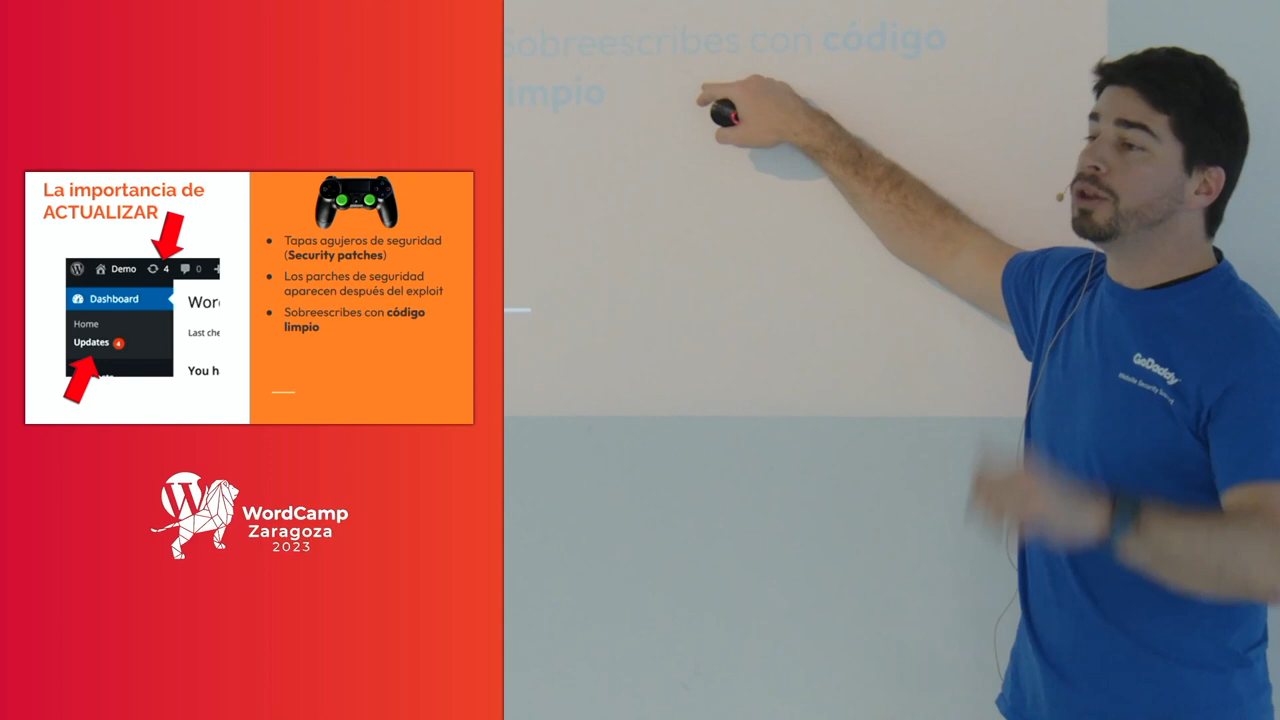 La importancia de
ACTUALIZAR
Demo 4 0
Dashboard
Home
Updates 4
Last che
You h
Tapas agujeros de seguridad
(Security patches)
Los parches de seguridad
aparecen después del exploit
Sobreescribes con código
limpio
WordCamp
Zaragoza
2023
Sobreescribes con código
limpio
GoDaddy